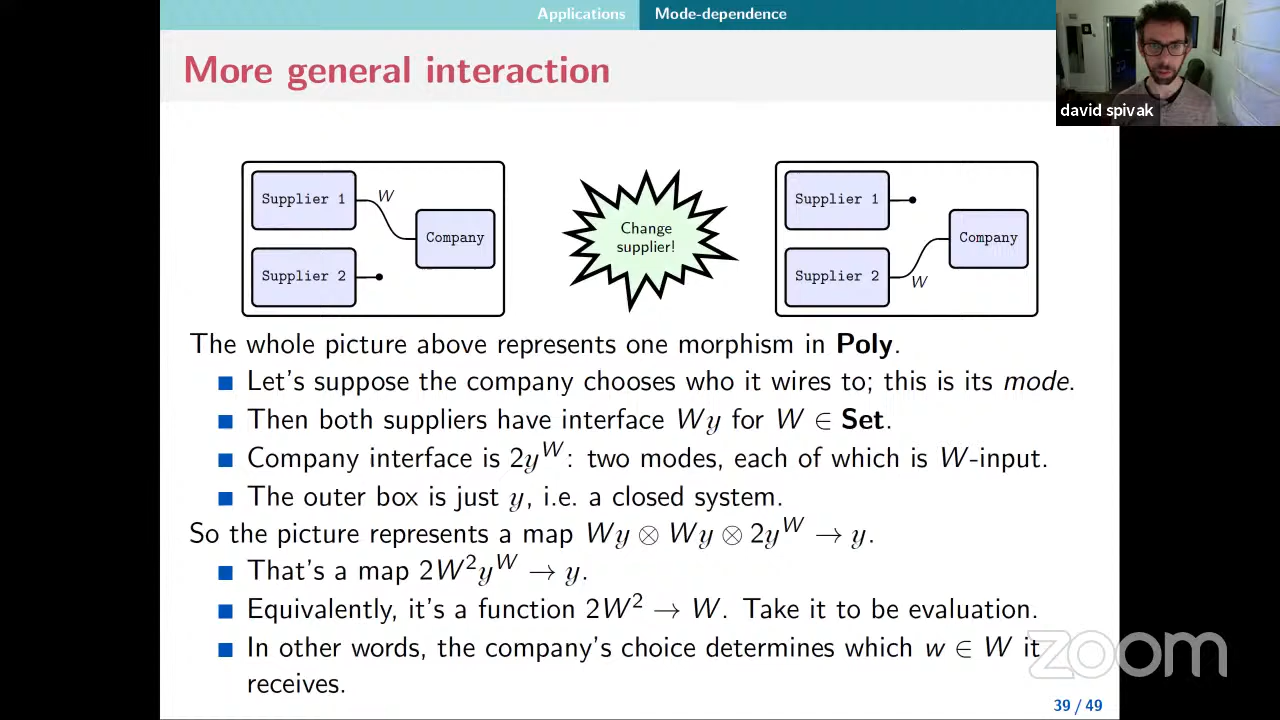 Applications Mode-dependence
More general interaction
david spivak
Supplier 1
W
Company
Supplier 2
Change
supplier!
Supplier 1
Company
Supplier 2
W
The whole picture above represents one morphism in Poly.
Let's suppose the company chooses who it wires to; this is its mode.
Then both suppliers have interface Wy for W ∈ Set.
Company interface is 2y^W: two modes, each of which is W-input.
The outer box is just y, i.e. a closed system.
So the picture represents a map Wy ⊗ Wy ⊗ 2y^W → y.
That's a map 2W²y^W → y.
Equivalently, it's a function 2W² → W. Take it to be evaluation.
In other words, the company's choice determines which w ∈ W it
receives.
zoom
39 / 49